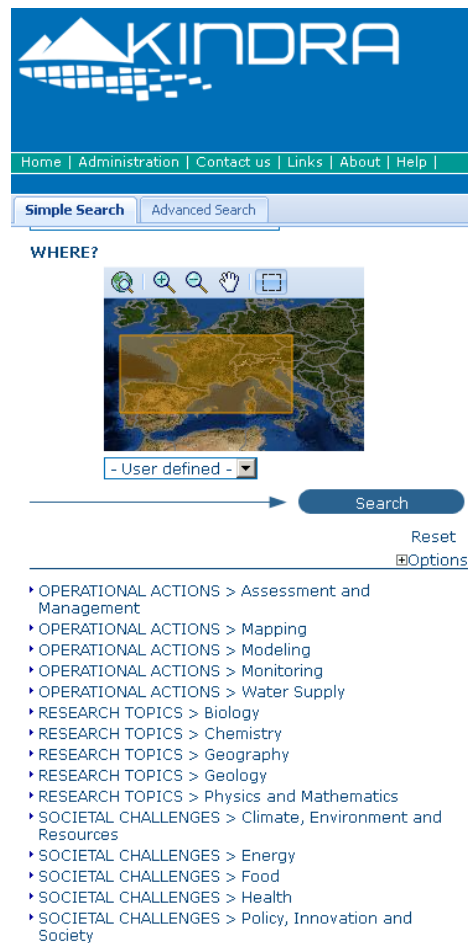 KINDRA
Home | Administration | Contact us | Links | About | Help |
Simple Search
Advanced Search
WHERE?
- User defined -
Search
Reset
Options
OPERATIONAL ACTIONS > Assessment and
Management
OPERATIONAL ACTIONS > Mapping
OPERATIONAL ACTIONS > Modeling
OPERATIONAL ACTIONS > Monitoring
OPERATIONAL ACTIONS > Water Supply
RESEARCH TOPICS > Biology
RESEARCH TOPICS > Chemistry
RESEARCH TOPICS > Geography
RESEARCH TOPICS > Geology
RESEARCH TOPICS > Physics and Mathematics
SOCIETAL CHALLENGES > Climate, Environment and
Resources
SOCIETAL CHALLENGES > Energy
SOCIETAL CHALLENGES > Food
SOCIETAL CHALLENGES > Health
SOCIETAL CHALLENGES > Policy, Innovation and
Society